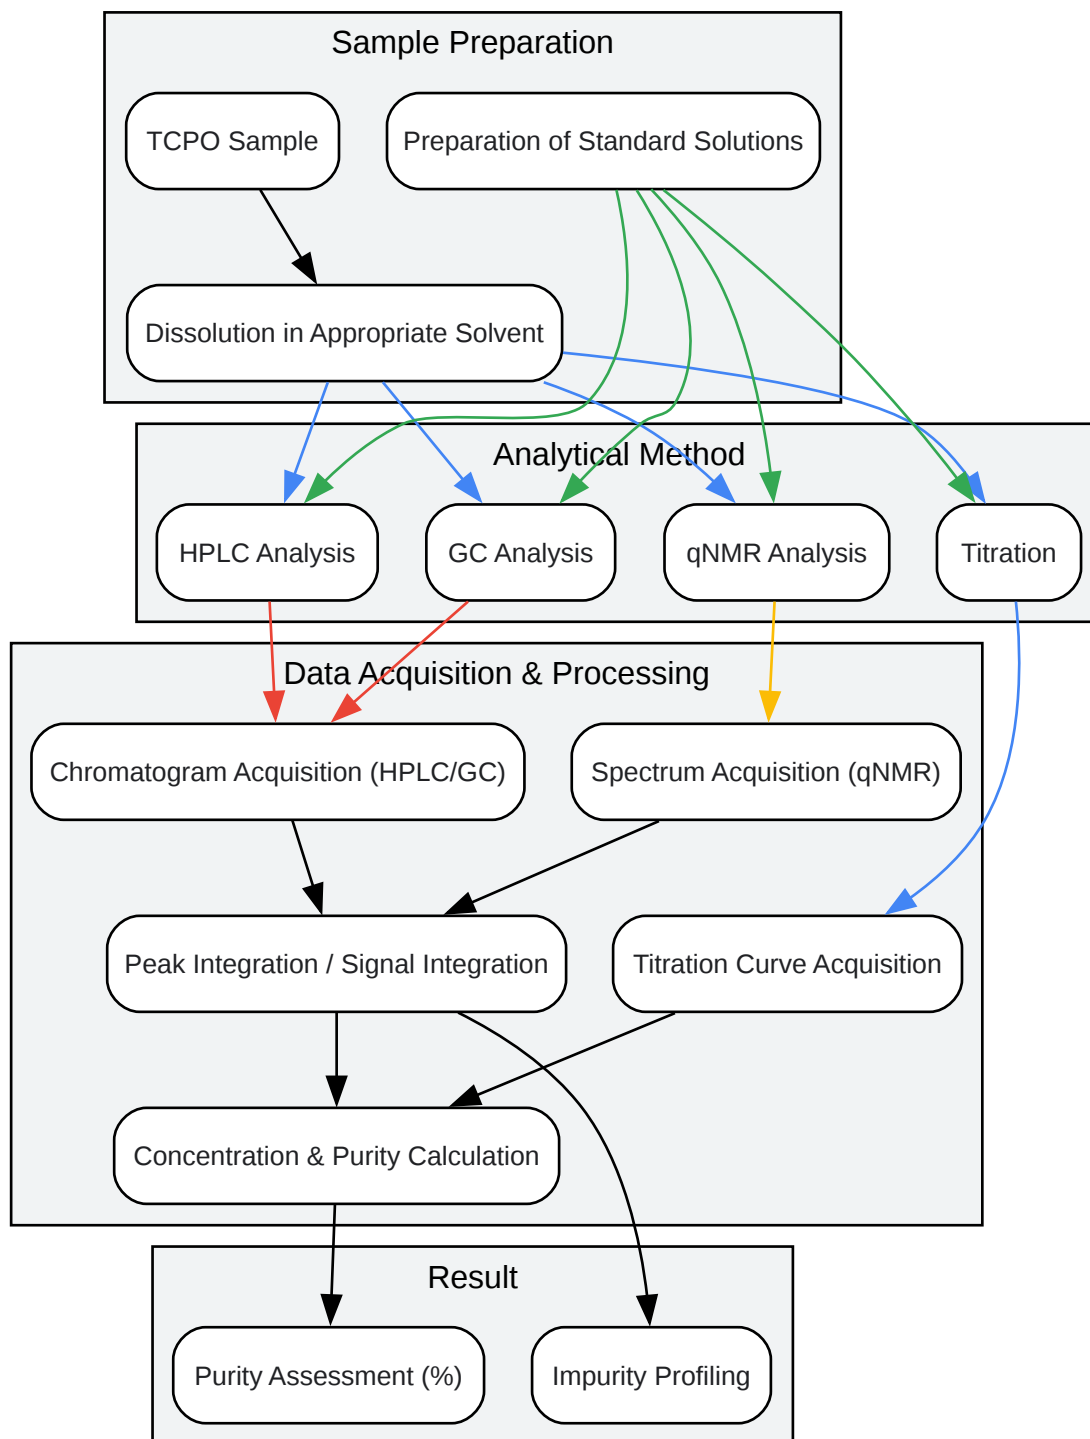 Sample Preparation
TCPO Sample
Preparation of Standard Solutions
Dissolution in Appropriate Solvent
Analytical Method
HPLC Analysis
GC Analysis
qNMR Analysis
Titration
Data Acquisition & Processing
Chromatogram Acquisition (HPLC/GC)
Spectrum Acquisition (qNMR)
Peak Integration / Signal Integration
Titration Curve Acquisition
Concentration & Purity Calculation
Result
Purity Assessment (%)
Impurity Profiling